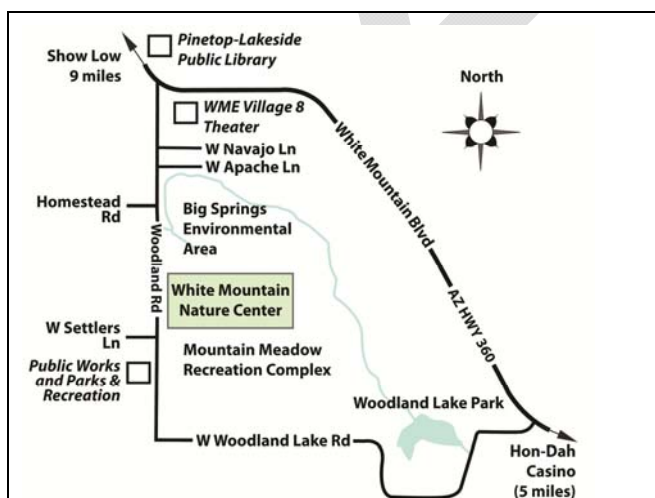 Pinetop-Lakeside
Public Library
Show Low
9 miles
North
WME Village 8
Theater
White Mountain Blvd
W Navajo Ln
W Apache Ln
Homestead
Rd
Big Springs
Environmental
Area
Woodland Rd
White Mountain
Nature Center
AZ HWY 360
W Settlers
Ln
Mountain Meadow
Recreation Complex
Public Works
and Parks &
Recreation
Woodland Lake Park
W Woodland Lake Rd
Hon-Dah
Casino
(5 miles)